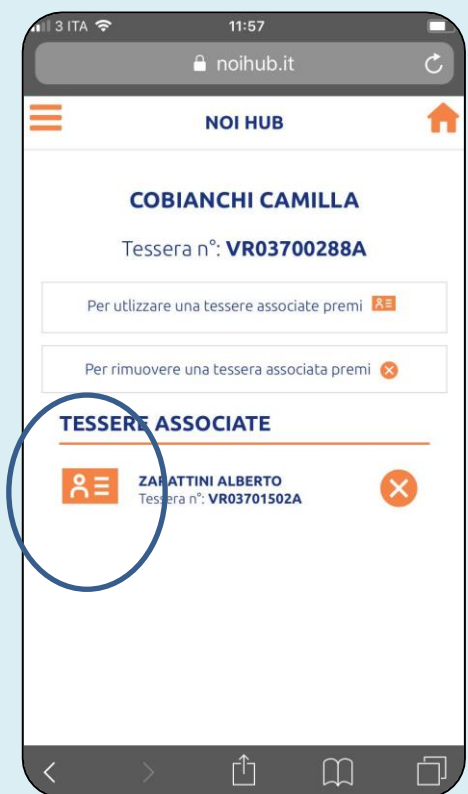 3 ITA 11:57
noihub.it
NOI HUB
COBIANCHI CAMILLA
Tessera n°: VR03700288A
Per utlizzare una tessere associate premi
Per rimuovere una tessera associata premi
TESSERE ASSOCIATE
ZARATTINI ALBERTO
Tessera n°: VR03701502A